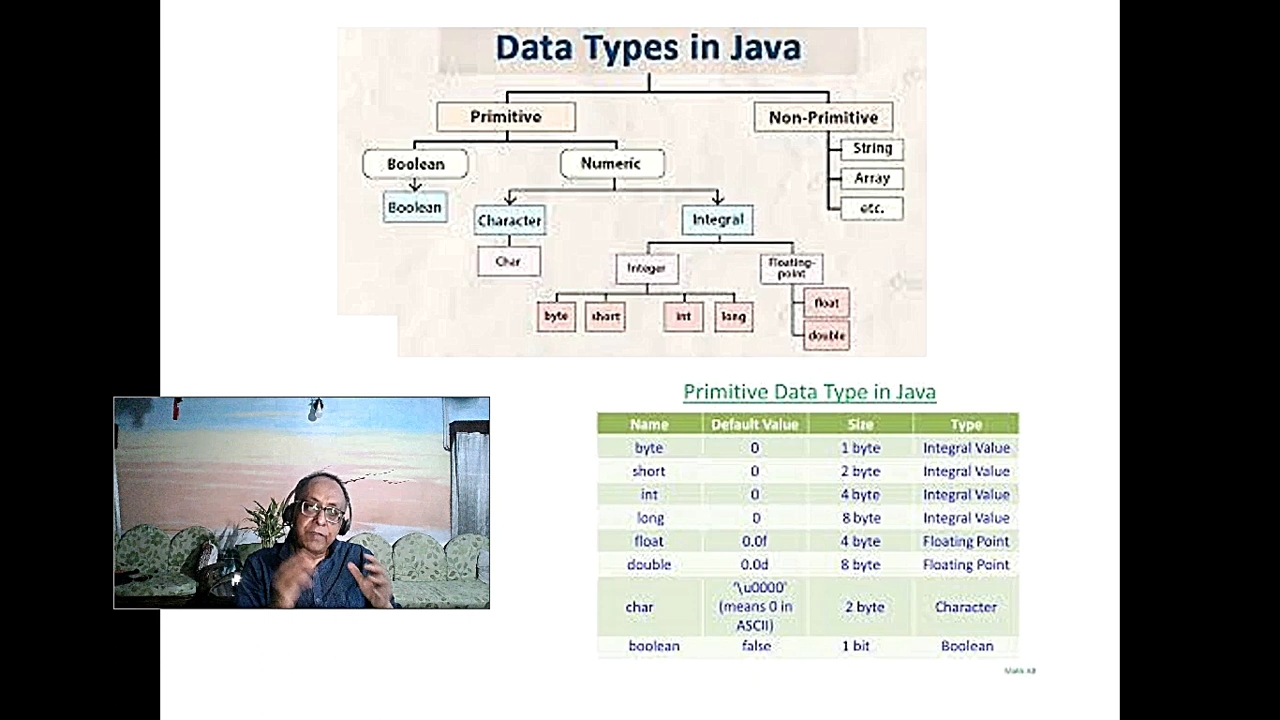 Data Types in Java
Primitive
Non-Primitive
Boolean
Numeric
String
Array
etc.
Boolean
Character
Integral
Char
Integer
Floating-
point
byte short int long
float
double
Primitive Data Type in Java
Name Default Value Size Type
byte 0 1 byte Integral Value
short 0 2 byte Integral Value
int 0 4 byte Integral Value
long 0 8 byte Integral Value
float 0.0f 4 byte Floating Point
double 0.0d 8 byte Floating Point
char '\u0000' (means 0 in ASCII) 2 byte Character
boolean false 1 bit Boolean